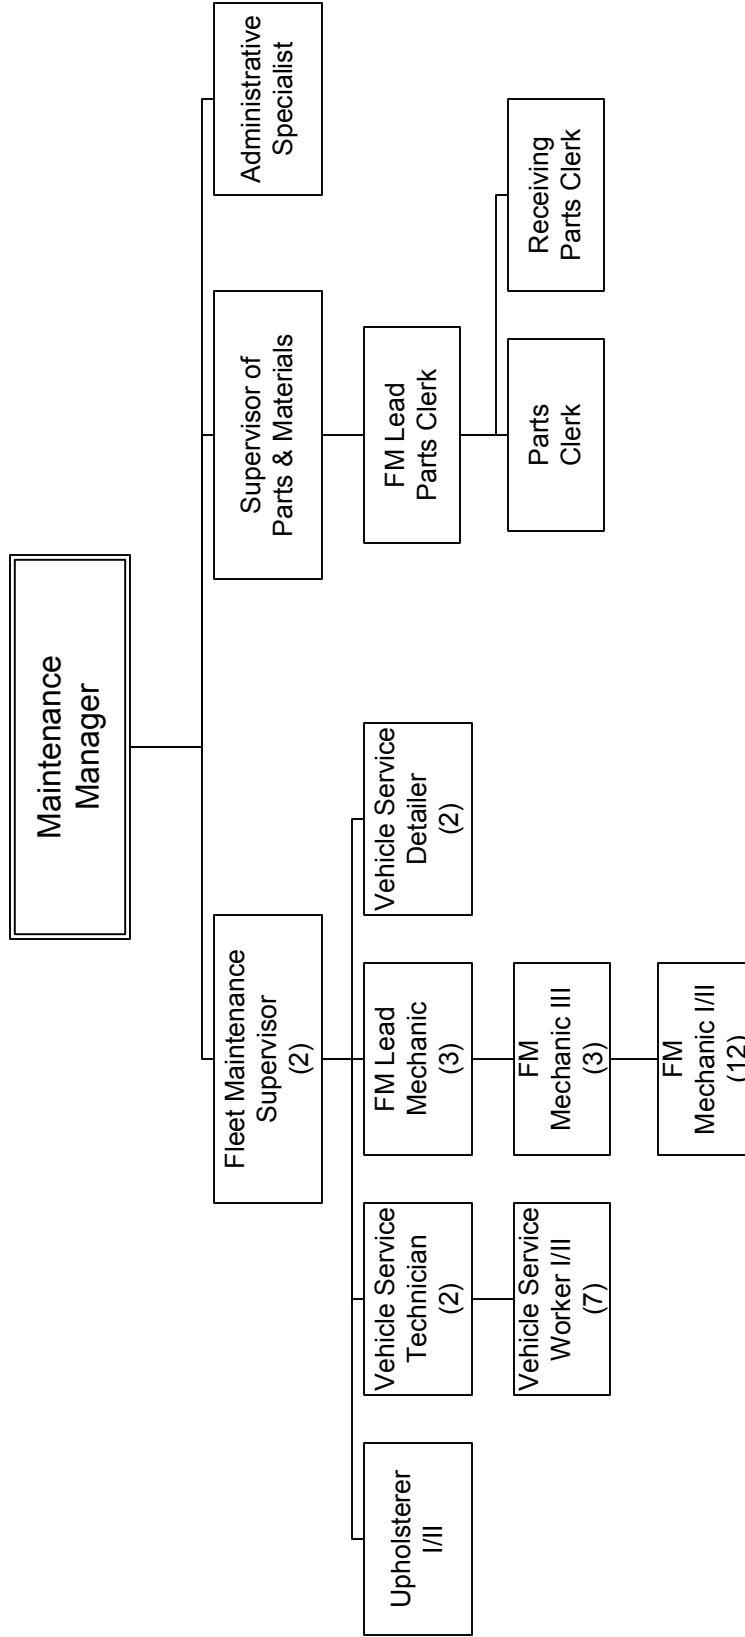 Maintenance
Manager
Fleet Maintenance
Supervisor
(2)
Supervisor of
Parts & Materials
Administrative
Specialist
Upholsterer
I/II
Vehicle Service
Technician
(2)
FM Lead
Mechanic
(3)
Vehicle Service
Detailer
(2)
FM Lead
Parts Clerk
Vehicle Service
Worker I/II
(7)
FM
Mechanic III
(3)
Parts
Clerk
Receiving
Parts Clerk
FM
Mechanic I/II
(12)